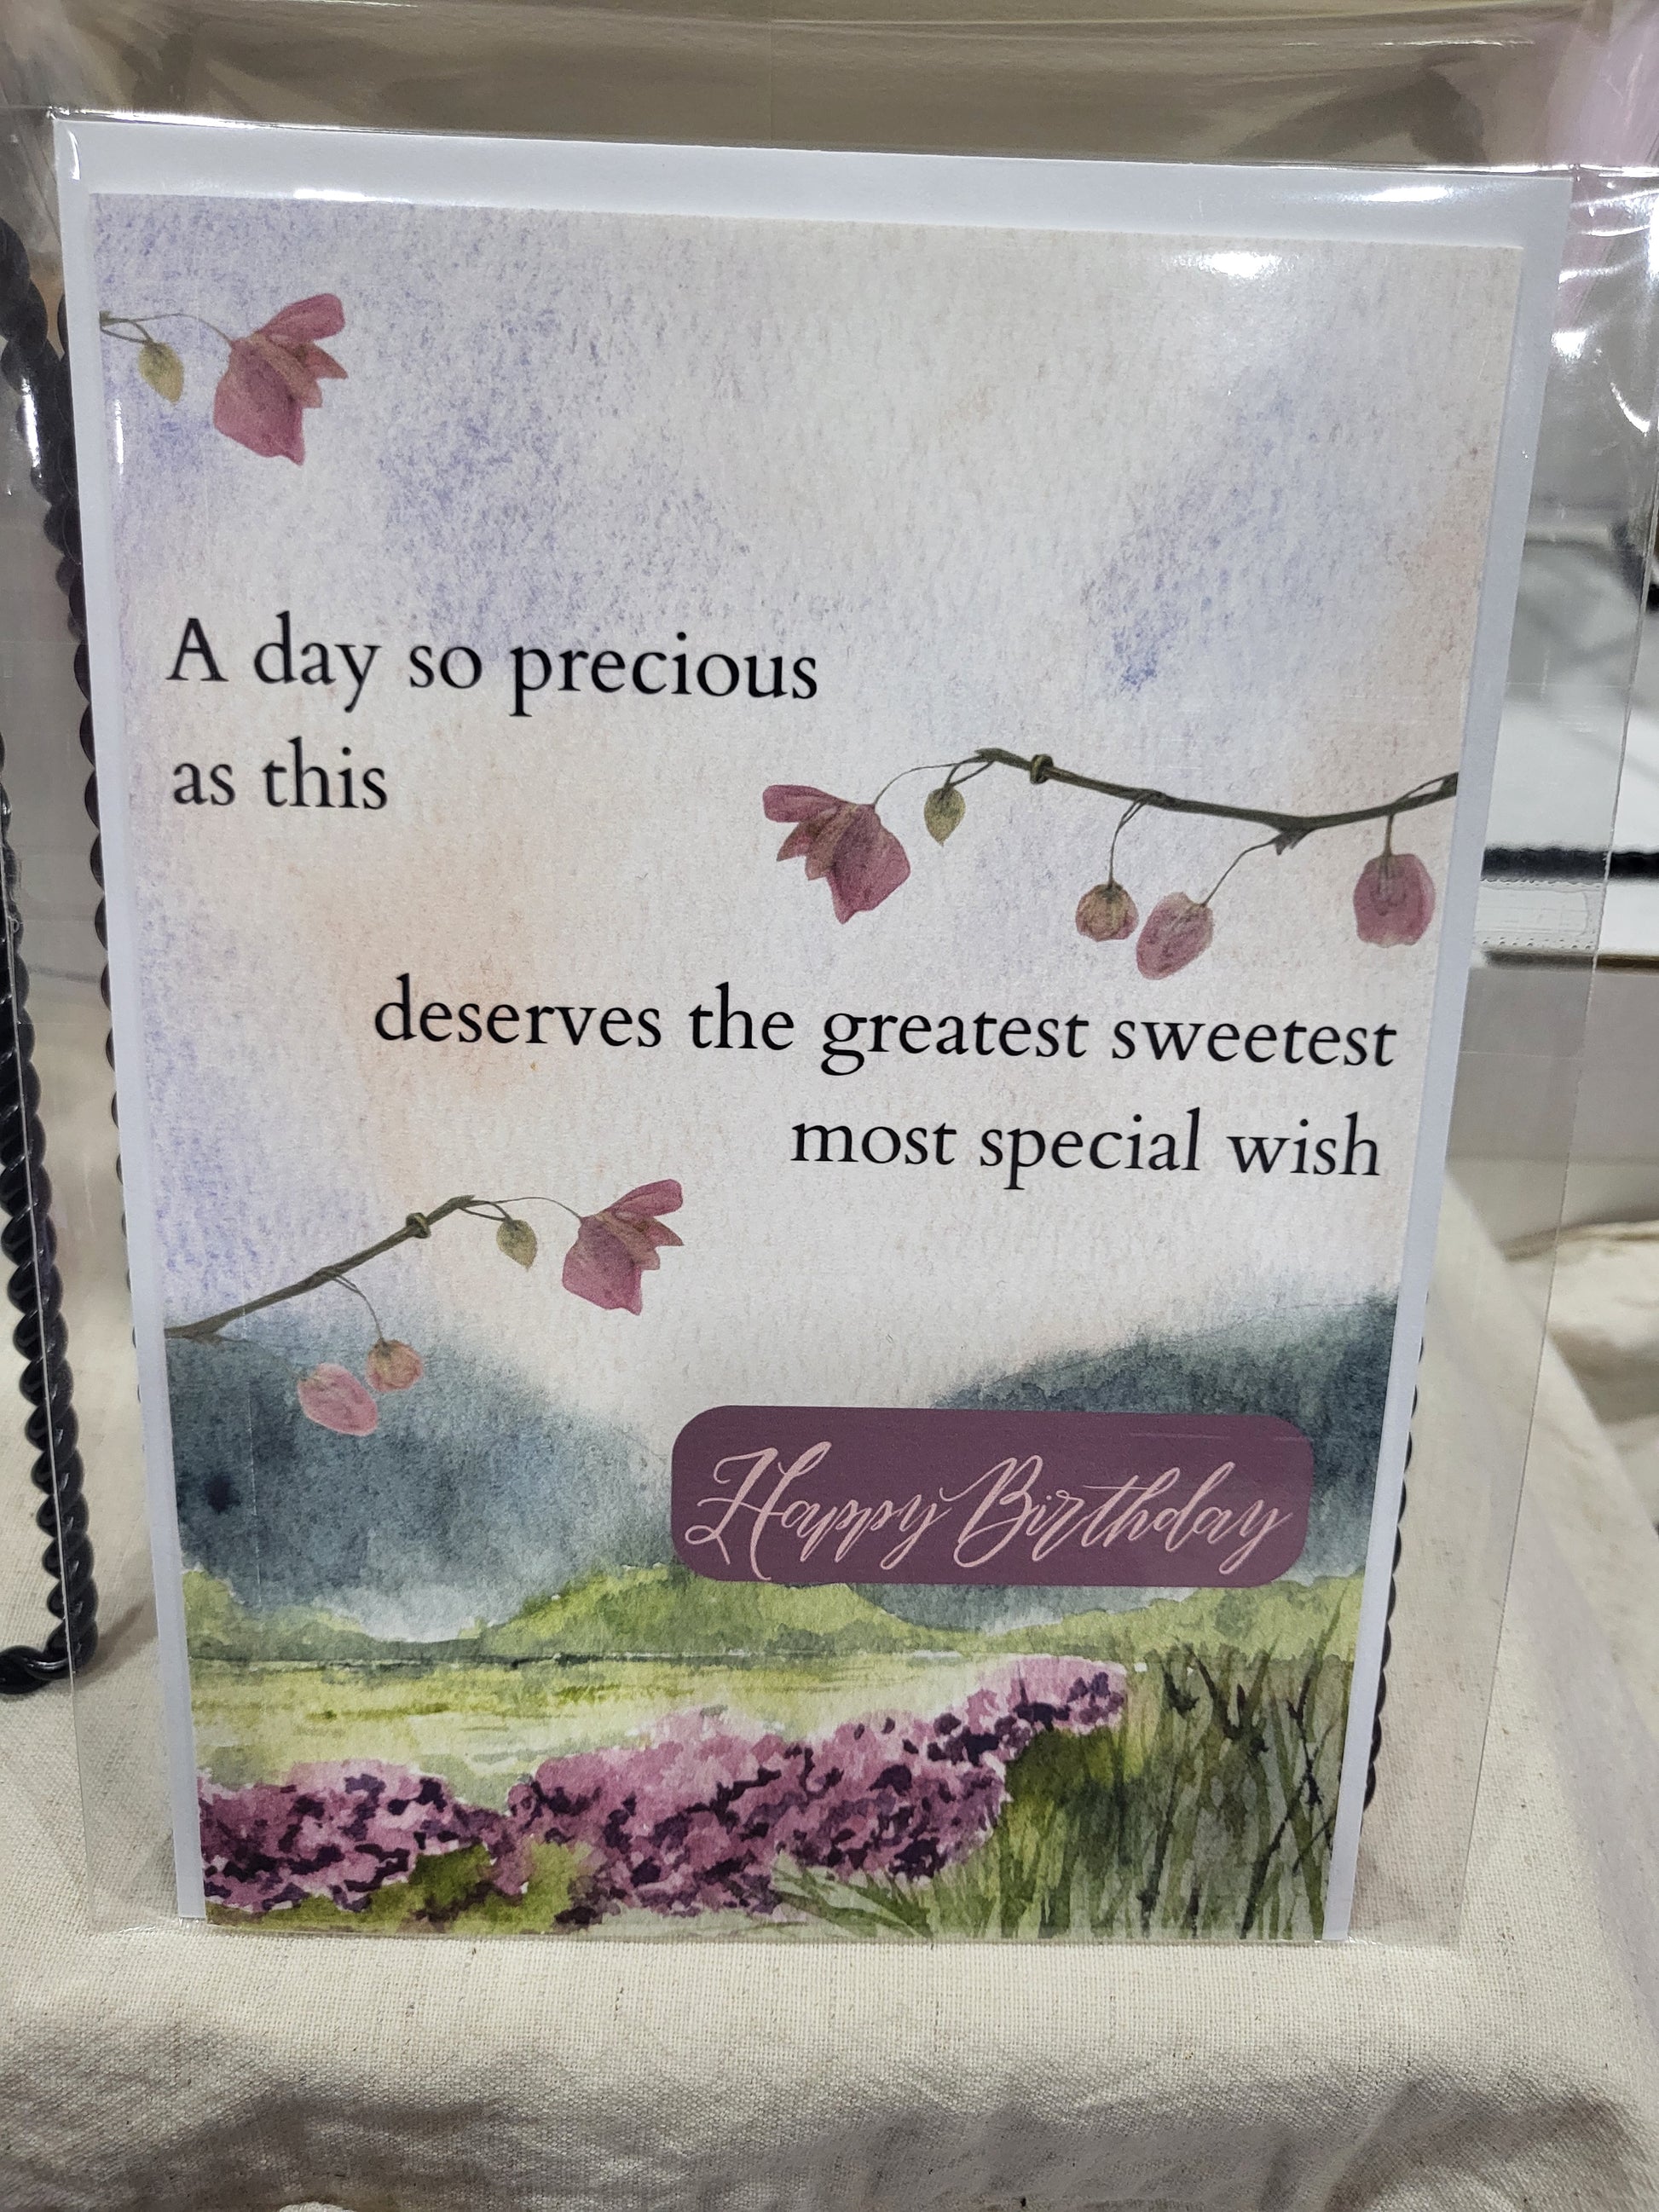 A day so precious
as this
deserves the greatest sweetest
most special wish
Happy Birthday